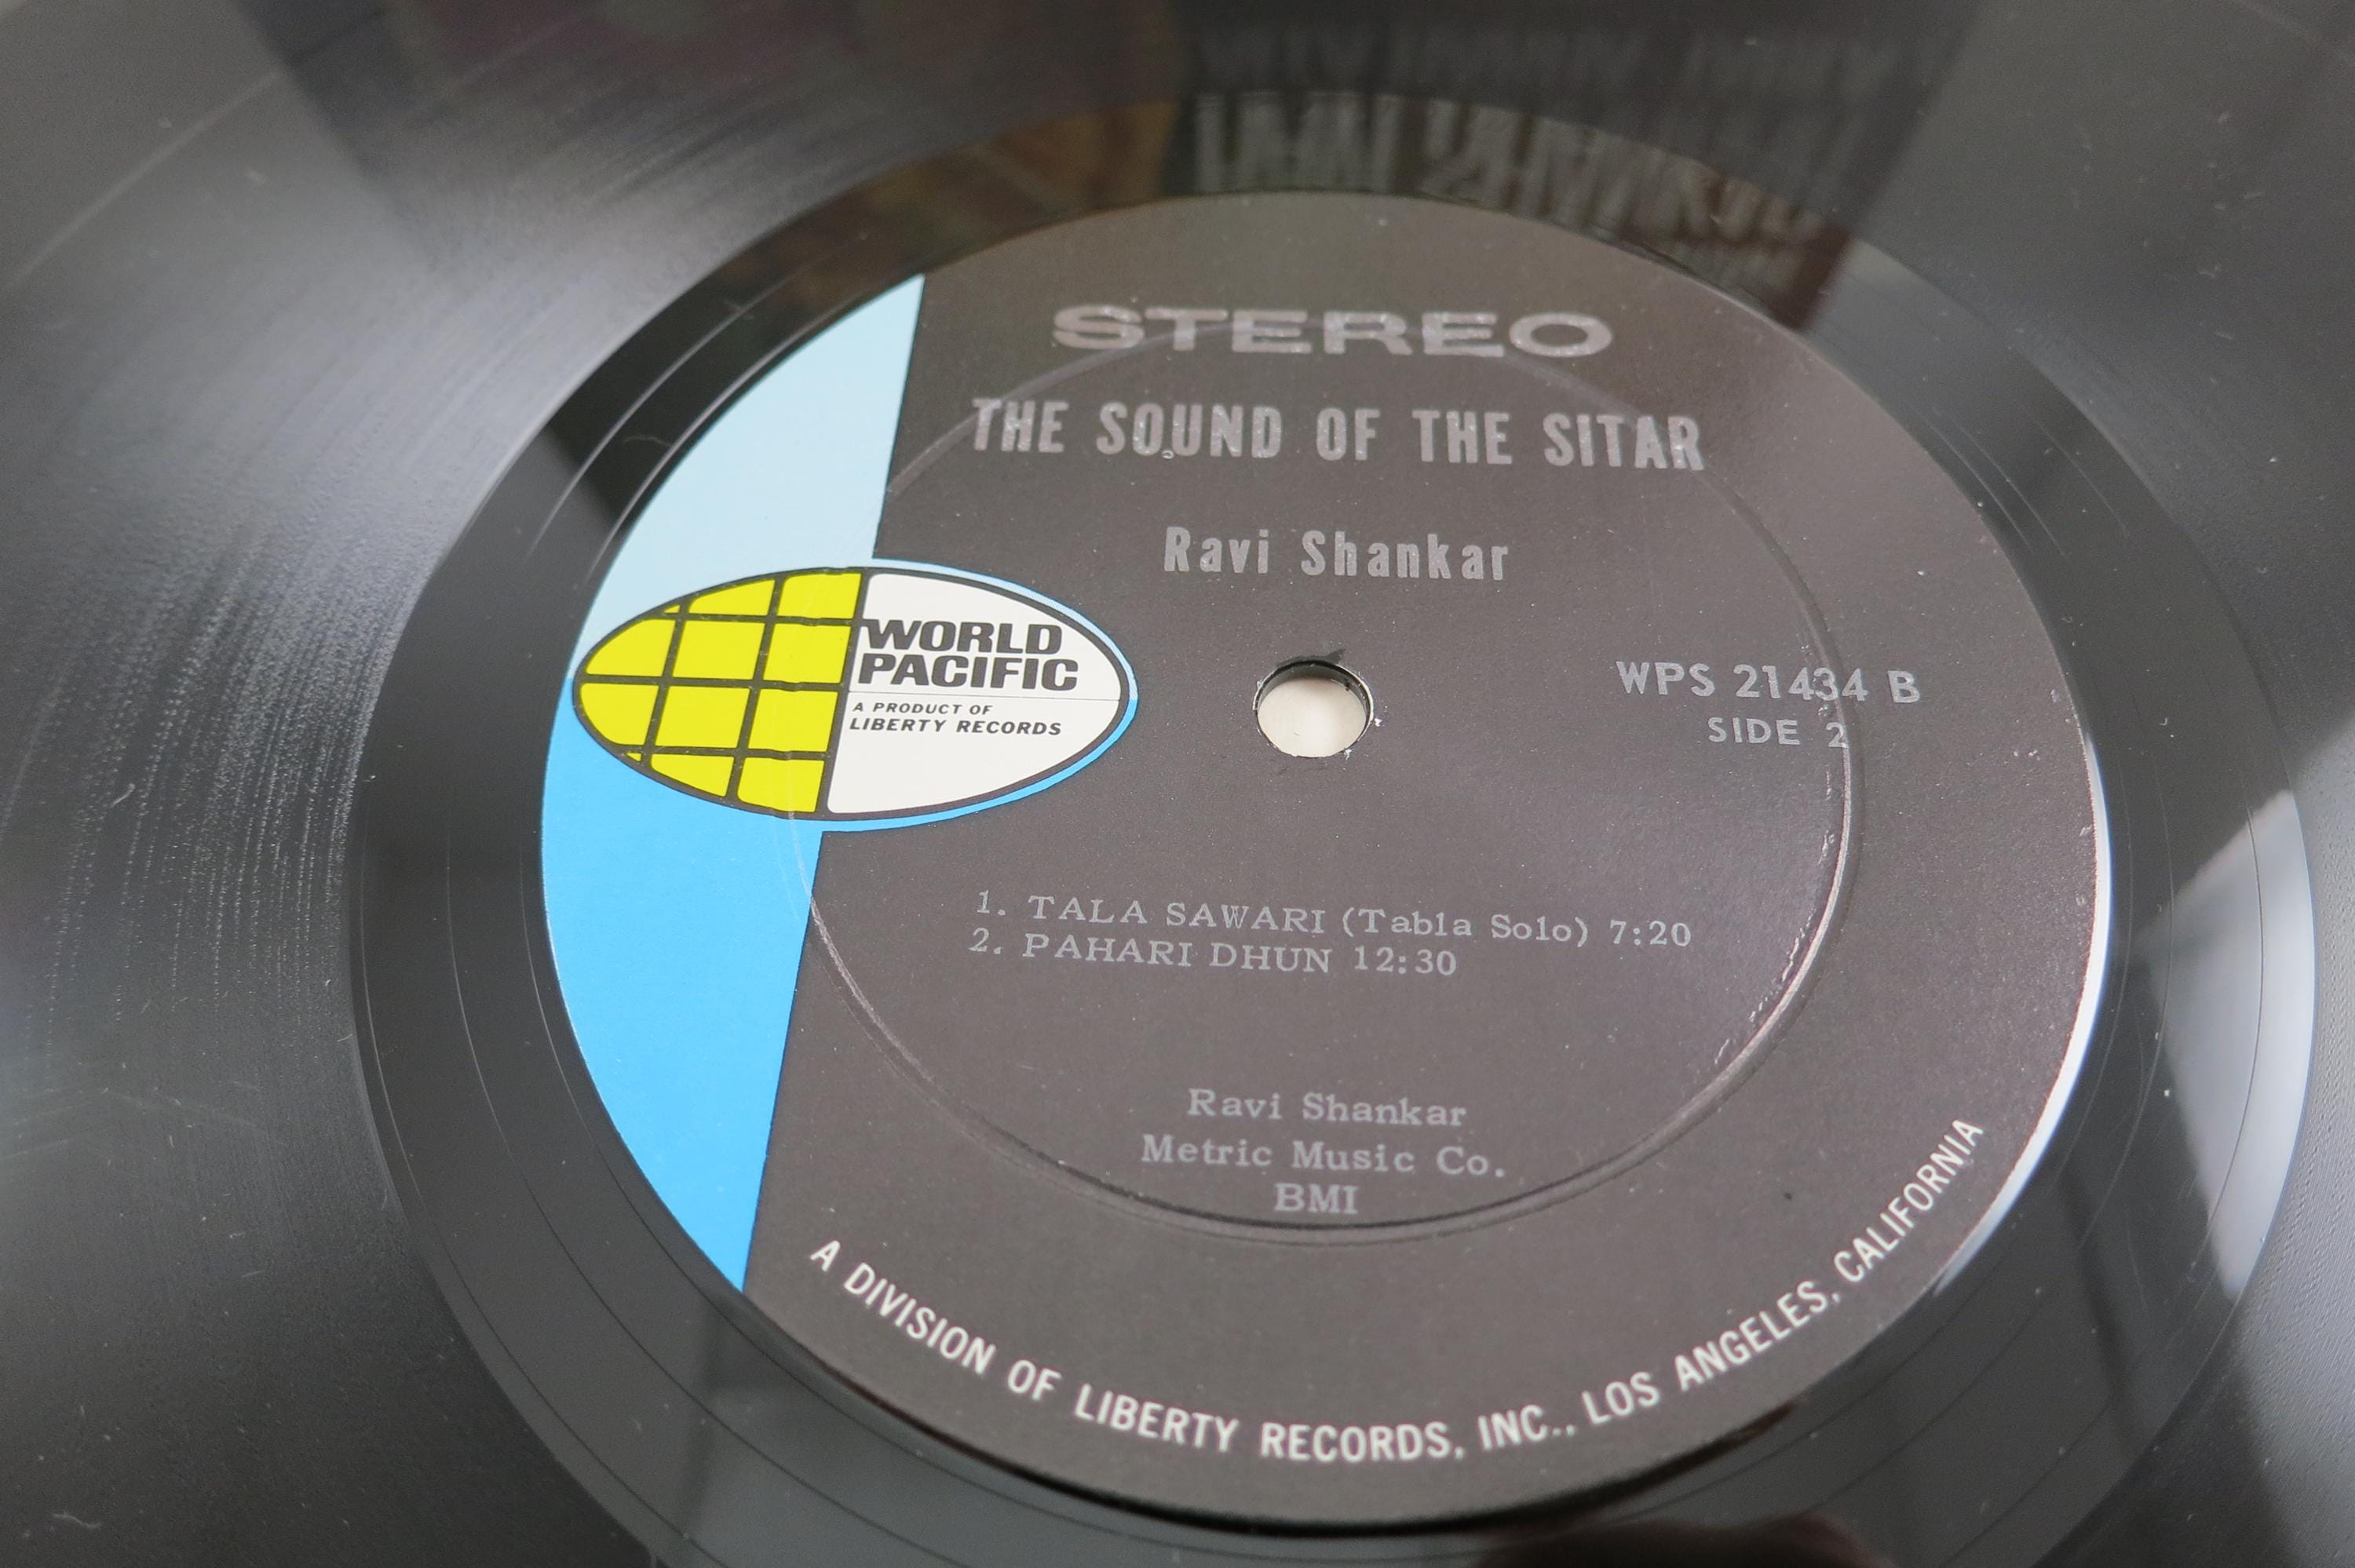 STEREO
THE SOUND OF THE SITAR
Ravi Shankar
WORLD
PACIFIC
A PRODUCT OF
LIBERTY RECORDS
WPS 21434 B
SIDE 2
1. TALA SAWARI (Tabla Solo) 7:20
2. PAHARI DHUN 12:30
Ravi Shankar
Metric Music Co.
BMI
A DIVISION OF LIBERTY RECORDS, INC., LOS ANGELES, CALIFORNIA